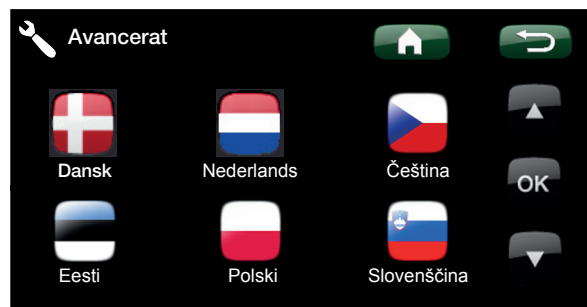 Avancerat
Dansk Nederlands Čeština
OK
Eesti Polski Slovenščina